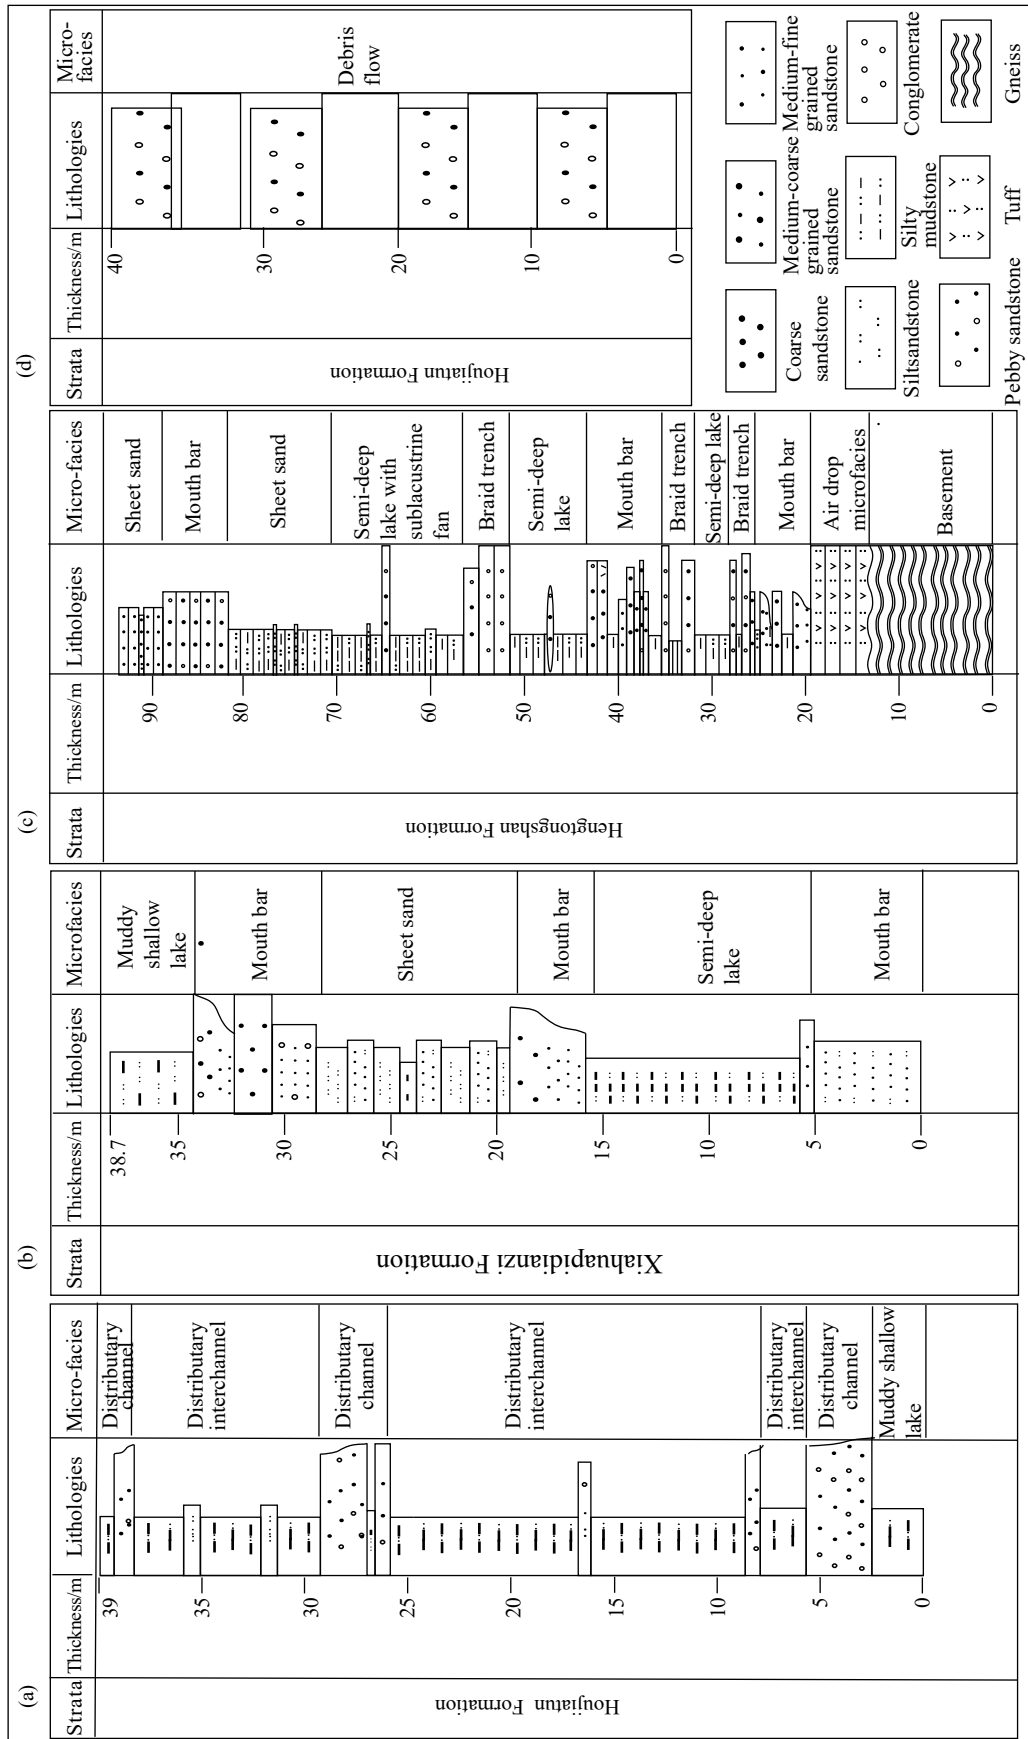 (a)
Strata
Thickness/m
Lithologies
Micro-facies
Houjiatun Formation
39
35
30
25
20
15
10
5
0
Distributary
channel
Distributary
interchannel
Distributary
channel
Distributary
interchannel
Distributary
interchannel
Distributary
channel
Muddy shallow
lake
(b)
Strata
Thickness/m
Lithologies
Microfacies
Xiahuapidianzi Formation
38.7
35
30
25
20
15
10
5
0
Muddy
shallow
lake
Mouth bar
Sheet sand
Mouth bar
Semi-deep
lake
Mouth bar
(c)
Strata
Thickness/m
Lithologies
Micro-facies
Hengtongshan Formation
90
80
70
60
50
40
30
20
10
0
Sheet sand
Mouth bar
Sheet sand
Semi-deep
lake with
sublacustrine
fan
Braid trench
Semi-deep
lake
Mouth bar
Braid trench
Semi-deep lake
Braid trench
Mouth bar
Air drop
microfacies
Basement
(d)
Strata
Thickness/m
Lithologies
Micro-
facies
Houjiatun Formation
40
30
20
10
0
Debris
flow
Coarse
sandstone
Medium-coarse
grained
sandstone
Medium-fine
grained
sandstone
Siltsandstone
Silty
mudstone
Conglomerate
Pebby sandstone
Tuff
Gneiss